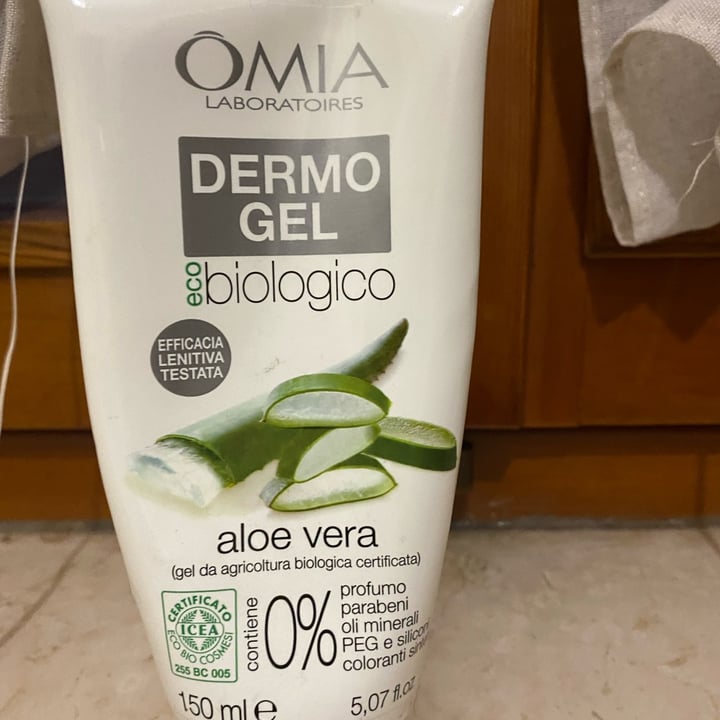 ÔMIA
LABORATOIRES
DERMO
GEL
eco biologico
EFFICACIA
LENITIVA
TESTATA
aloe vera
(gel da agricoltura biologica certificata)
CERTIFICATO
ICEA
ECO BIO COSMESI
255 BC 005
contiene
0%
profumo
parabeni
oli minerali
PEG e
coloranti
150 ml e
5,07 fl.oz